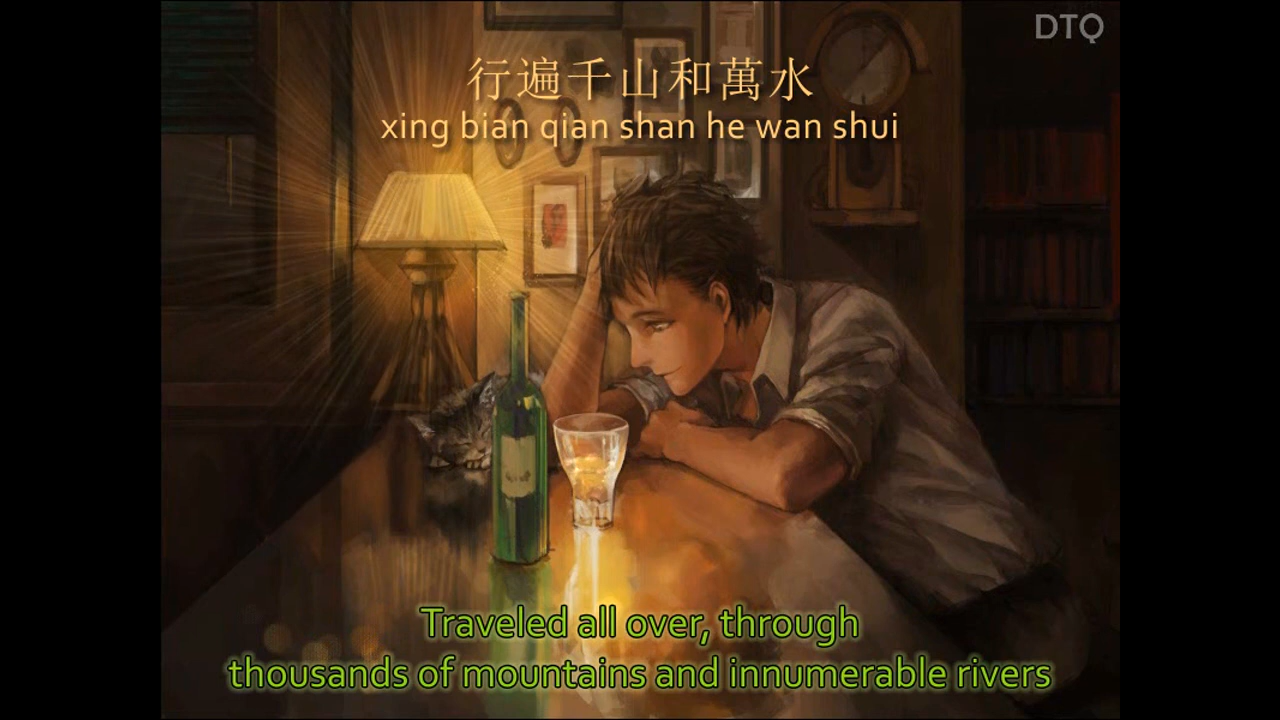 DTQ
行遍千山和萬水
xing bian qian shan he wan shui
Traveled all over, through
thousands of mountains and innumerable rivers